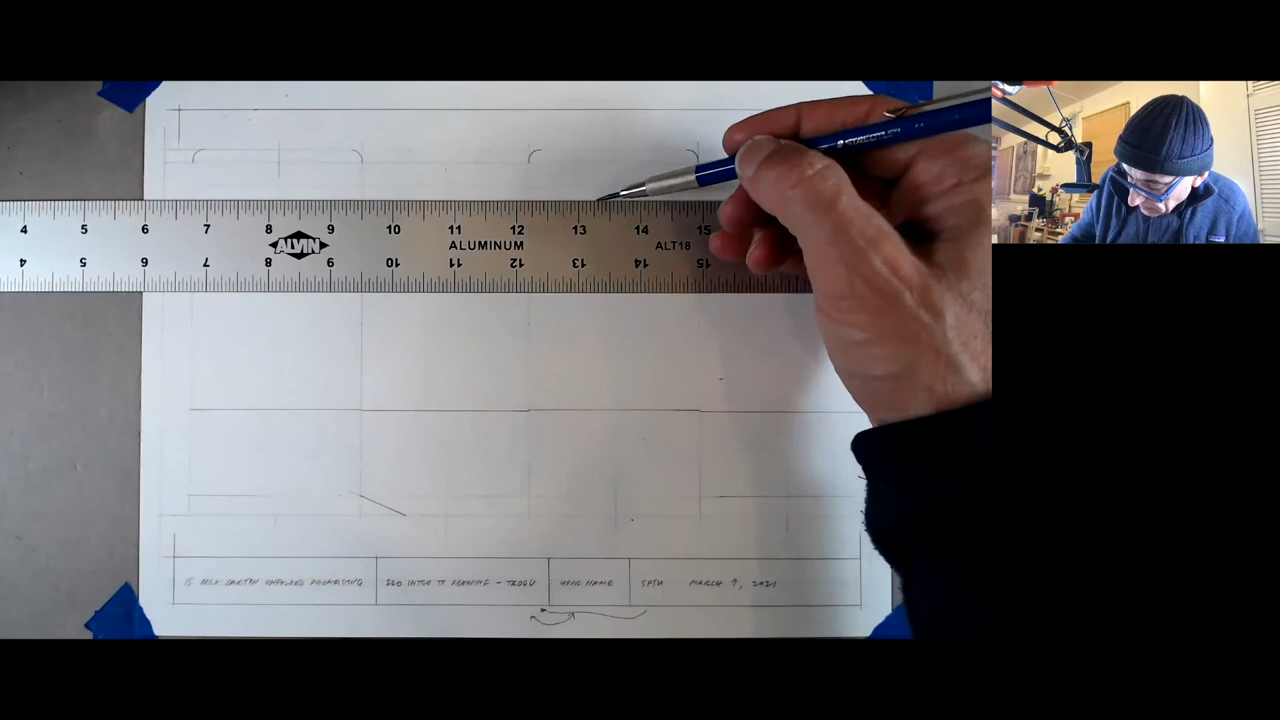 STAEDTLER
4 5 6 7 8 9 10 11 12 13 14 15
ALVIN ALUMINUM ALT18
4 5 6 7 8 9 10 11 12 13 14 15
15 MILK CARTON UNFOLDED 220 INTRO TO DRAWING - TROGU YOUR NAME SFSU MARCH 9, 2021